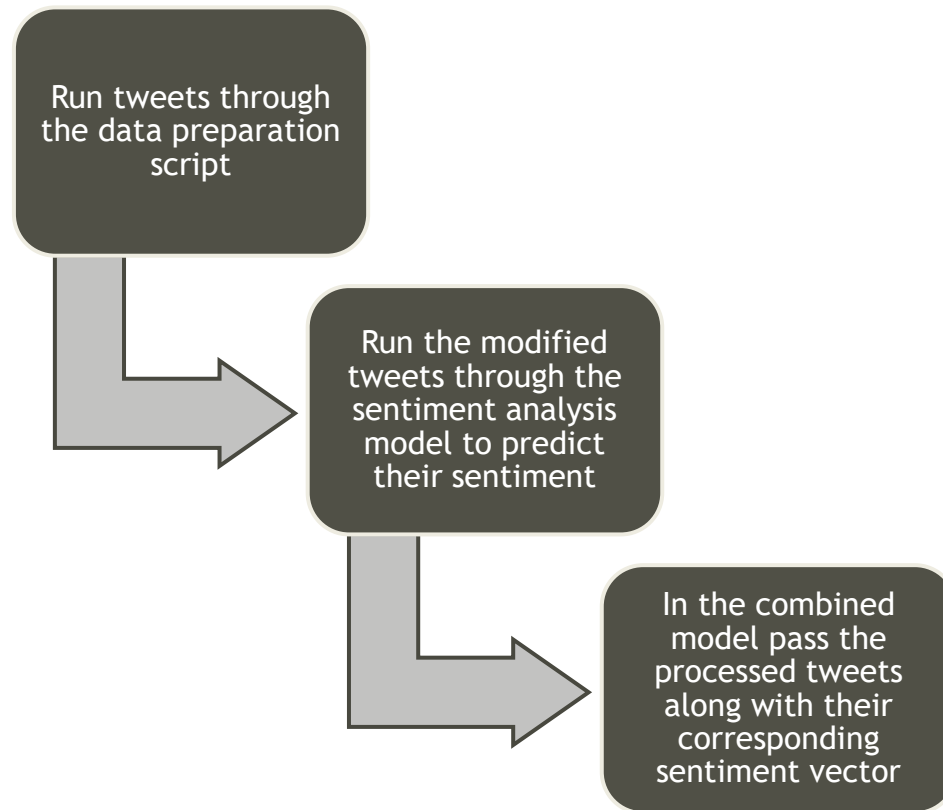 Run tweets through
the data preparation
script
Run the modified
tweets through the
sentiment analysis
model to predict
their sentiment
In the combined
model pass the
processed tweets
along with their
corresponding
sentiment vector